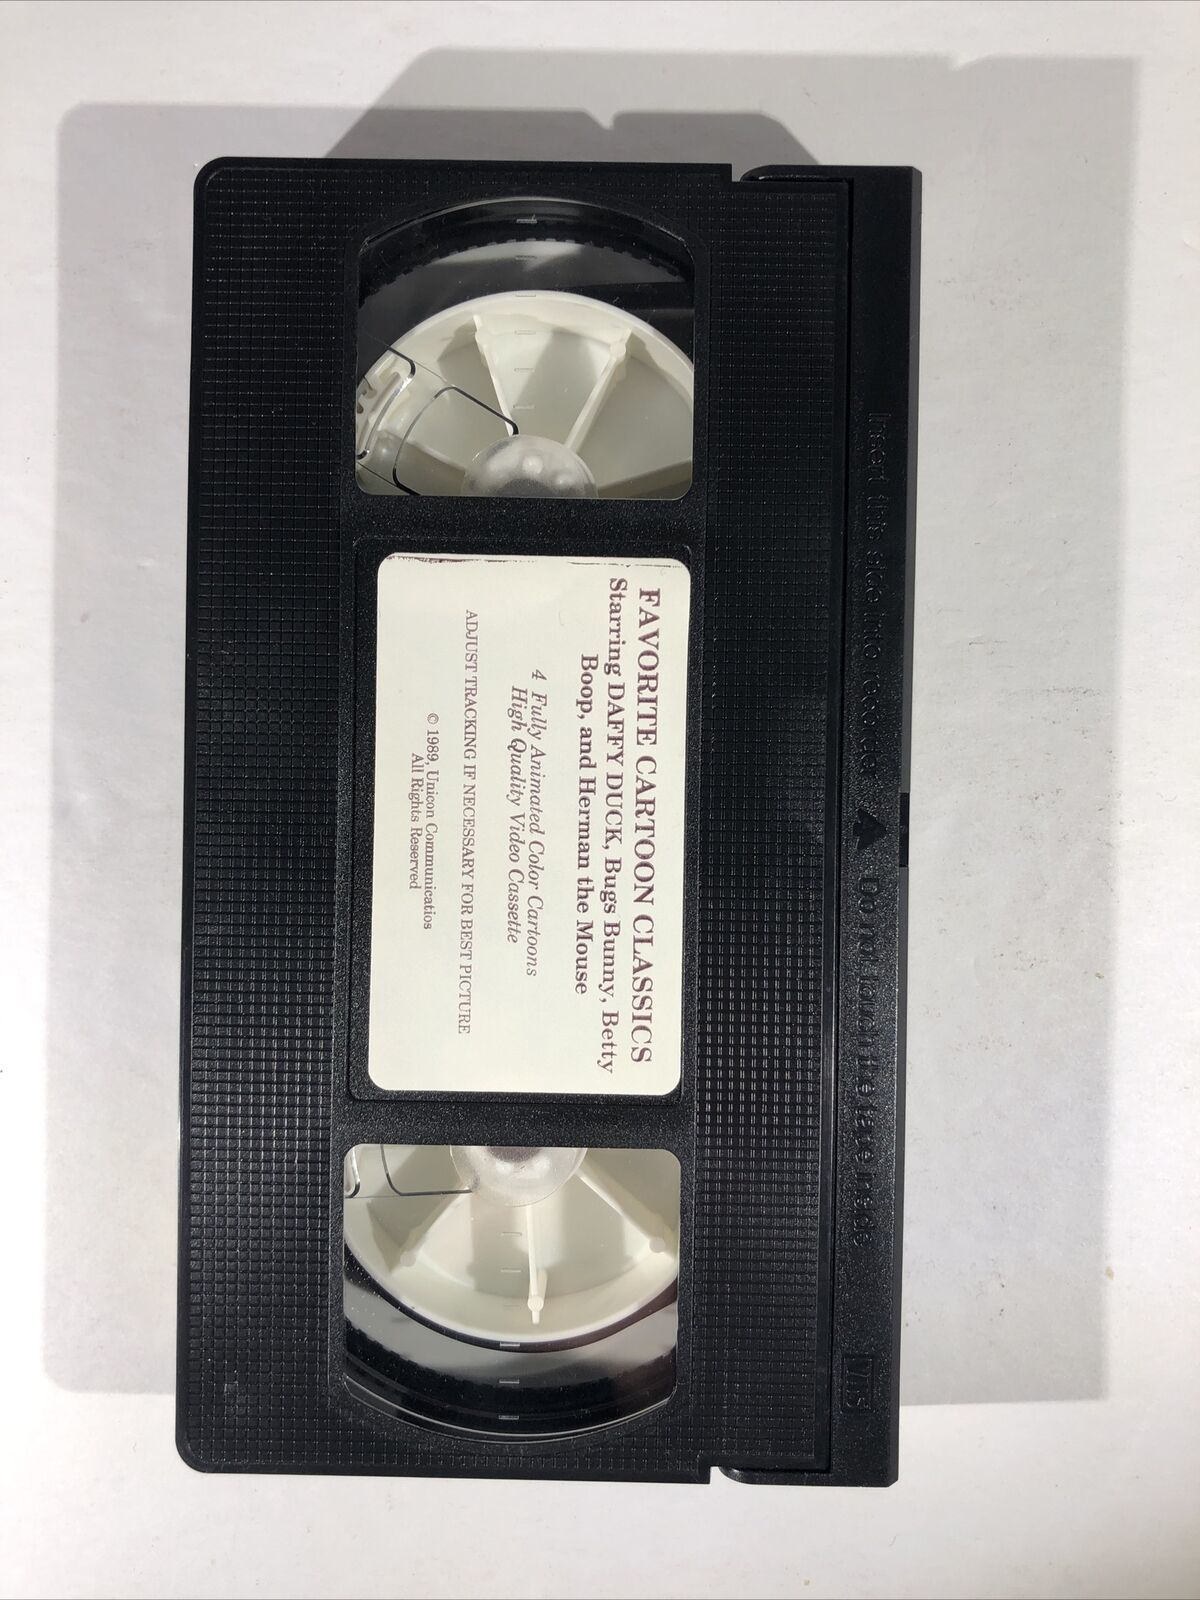 Insert this side into recorder ▲ Do not touch the tape inside
VHS
FAVORITE CARTOON CLASSICS
Starring DAFFY DUCK, Bugs Bunny, Betty
Boop, and Herman the Mouse
4 Fully Animated Color Cartoons
High Quality Video Cassette
ADJUST TRACKING IF NECESSARY FOR BEST PICTURE
© 1989, Unicon Communicatios
All Rights Reserved